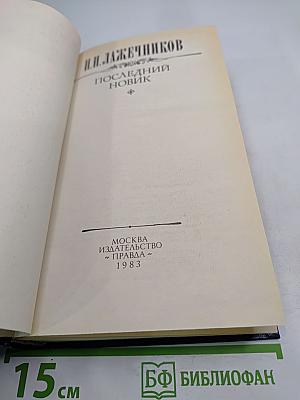 И.И. ЛАЖЕЧНИКОВ
ПОСЛЕДНИЙ
НОВИК
МОСКВА
ИЗДАТЕЛЬСТВО
~ ПРАВДА ~
1983
15 СМ
БФ БИБЛИОФАН